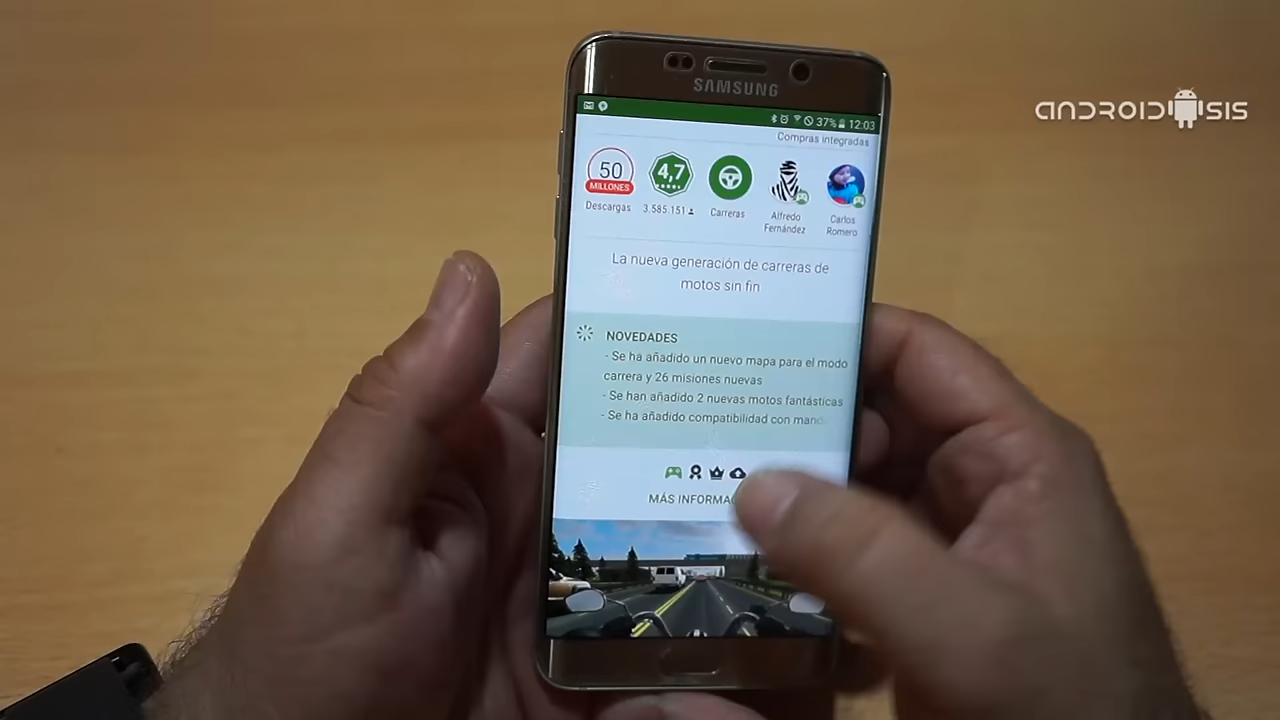 ANDROIDSIS
SAMSUNG
37% 12:03
Compras integradas
50
MILLONES
Descargas
4,7
3.585.151
Carreras
Alfredo
Fernández
Carlos
Romero
La nueva generación de carreras de
motos sin fin
NOVEDADES
- Se ha añadido un nuevo mapa para el modo
carrera y 26 misiones nuevas
- Se han añadido 2 nuevas motos fantásticas
- Se ha añadido compatibilidad con mand
MÁS INFORMAC